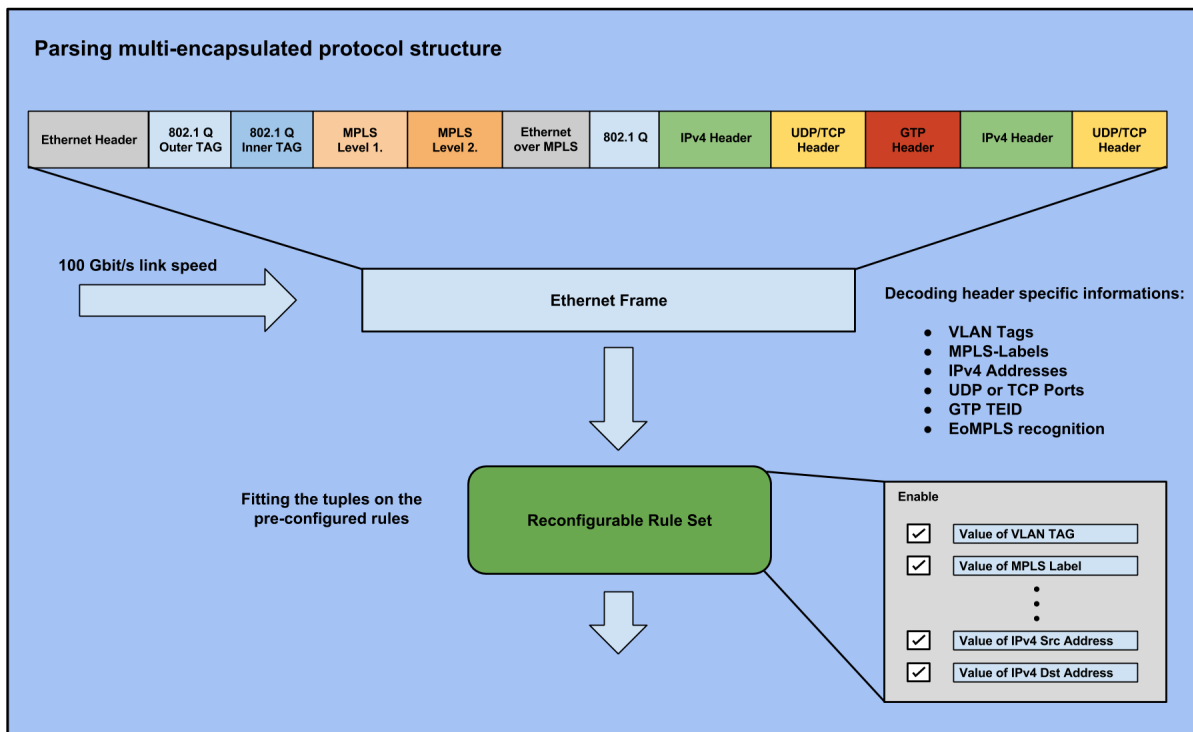 Parsing multi-encapsulated protocol structure
Ethernet Header
802.1 Q
Outer TAG
802.1 Q
Inner TAG
MPLS
Level 1.
MPLS
Level 2.
Ethernet
over MPLS
802.1 Q
IPv4 Header
UDP/TCP
Header
GTP
Header
IPv4 Header
UDP/TCP
Header
100 Gbit/s link speed
Ethernet Frame
Decoding header specific informations:
● VLAN Tags
● MPLS-Labels
● IPv4 Addresses
● UDP or TCP Ports
● GTP TEID
● EoMPLS recognition
Fitting the tuples on the
pre-configured rules
Reconfigurable Rule Set
Enable
Value of VLAN TAG
Value of MPLS Label
Value of IPv4 Src Address
Value of IPv4 Dst Address